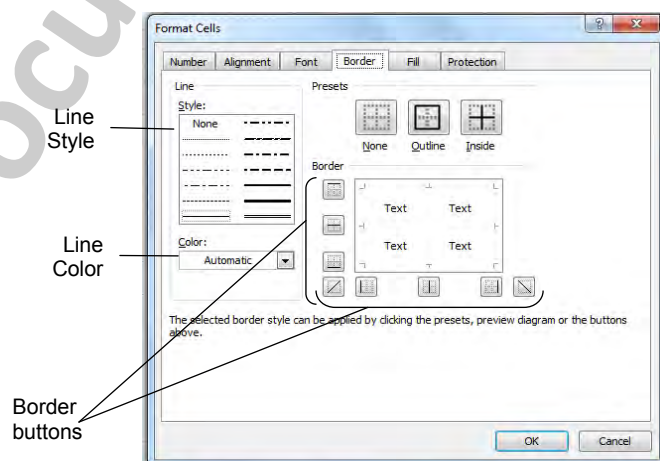 ocu
Format Cells
Number Alignment Font Border Fill Protection
Line
Style:
None
Color:
Automatic
Presets
None Outline Inside
Border
Text Text
Text Text
The selected border style can be applied by clicking the presets, preview diagram or the buttons
above.
OK Cancel
Line
Style
Line
Color
Border
buttons